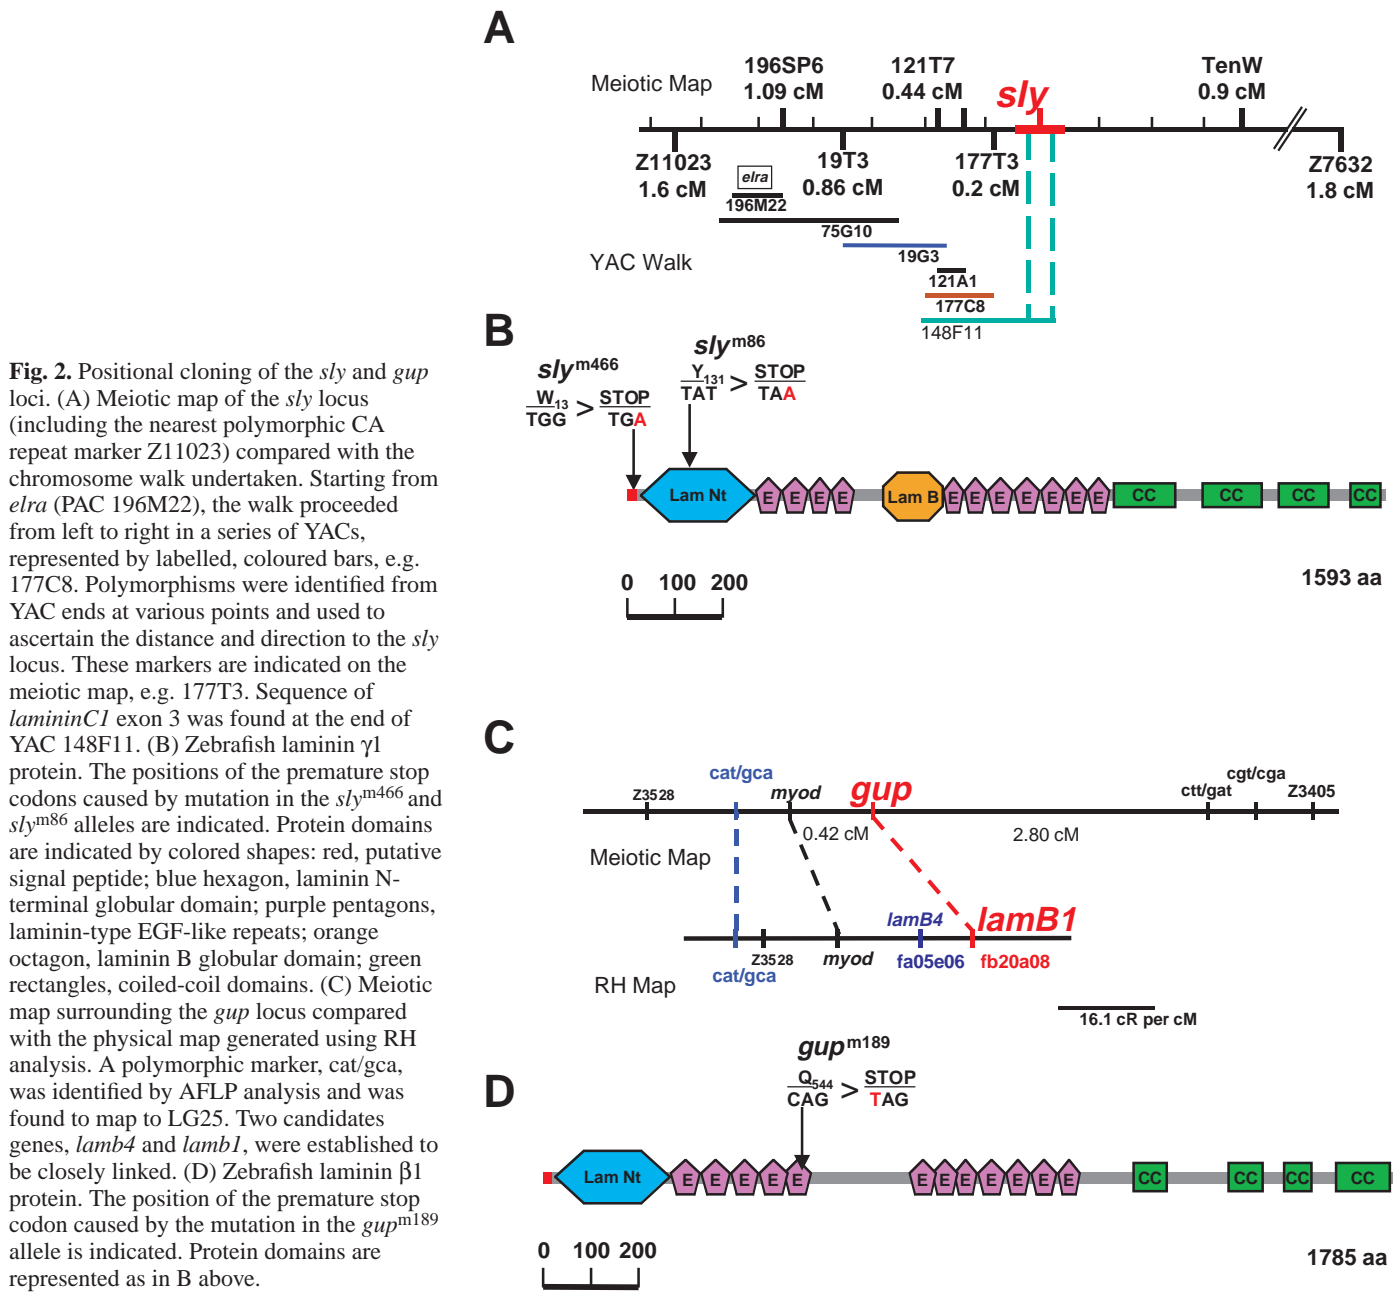 A
Meiotic Map
196SP6
1.09 cM
121T7
0.44 cM
sly
TenW
0.9 cM
Z11023
1.6 cM
19T3
0.86 cM
177T3
0.2 cM
Z7632
1.8 cM
elra
196M22
75G10
YAC Walk
19G3
121A1
177C8
148F11
Fig. 2. Positional cloning of the sly and gup
loci. (A) Meiotic map of the sly locus
(including the nearest polymorphic CA
repeat marker Z11023) compared with the
chromosome walk undertaken. Starting from
elra (PAC 196M22), the walk proceeded
from left to right in a series of YACs,
represented by labelled, coloured bars, e.g.
177C8. Polymorphisms were identified from
YAC ends at various points and used to
ascertain the distance and direction to the sly
locus. These markers are indicated on the
meiotic map, e.g. 177T3. Sequence of
lamininC1 exon 3 was found at the end of
YAC 148F11. (B) Zebrafish laminin γ1
protein. The positions of the premature stop
codons caused by mutation in the sly^m466 and
sly^m86 alleles are indicated. Protein domains
are indicated by colored shapes: red, putative
signal peptide; blue hexagon, laminin N-
terminal globular domain; purple pentagons,
laminin-type EGF-like repeats; orange
octagon, laminin B globular domain; green
rectangles, coiled-coil domains. (C) Meiotic
map surrounding the gup locus compared
with the physical map generated using RH
analysis. A polymorphic marker, cat/gca,
was identified by AFLP analysis and was
found to map to LG25. Two candidates
genes, lamb4 and lamb1, were established to
be closely linked. (D) Zebrafish laminin β1
protein. The position of the premature stop
codon caused by the mutation in the gup^m189
allele is indicated. Protein domains are
represented as in B above.
B
sly^m466
W13 > STOP
TGG TGA
sly^m86
Y131 > STOP
TAT TAA
Lam Nt E E E E Lam B E E E E E E E CC CC CC CC
0 100 200
1593 aa
C
Z3528 cat/gca myod gup ctt/gat cgt/cga Z3405
0.42 cM 2.80 cM
Meiotic Map
lamB4 lamB1
cat/gca Z3528 myod fa05e06 fb20a08
RH Map
16.1 cR per cM
D
gup^m189
Q544 > STOP
CAG TAG
Lam Nt E E E E E E E E E E E E CC CC CC CC
0 100 200
1785 aa